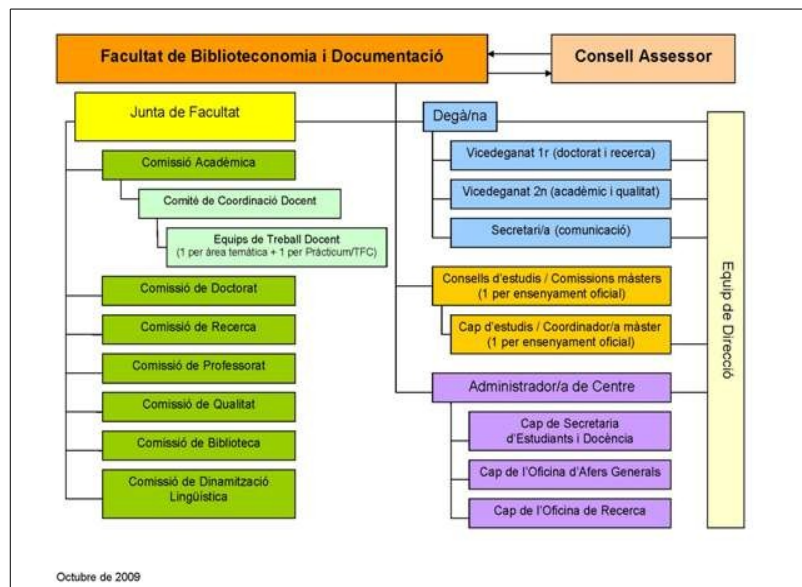 Facultat de Biblioteconomia i Documentació
Consell Assessor
Junta de Facultat
Comissió Acadèmica
Comitè de Coordinació Docent
Equips de Treball Docent
(1 per àrea temàtica + 1 per Pràcticum/TFC)
Comissió de Doctorat
Comissió de Recerca
Comissió de Professorat
Comissió de Qualitat
Comissió de Biblioteca
Comissió de Dinamització
Lingüística
Degà/na
Vicedeganat 1r (doctorat i recerca)
Vicedeganat 2n (acadèmic i qualitat)
Secretari/a (comunicació)
Consells d'estudis / Comissions màsters
(1 per ensenyament oficial)
Cap d'estudis / Coordinador/a màster
(1 per ensenyament oficial)
Administrador/a de Centre
Cap de Secretaria
d'Estudiants i Docència
Cap de l'Oficina d'Afers Generals
Cap de l'Oficina de Recerca
Equip de Direcció
Octubre de 2009